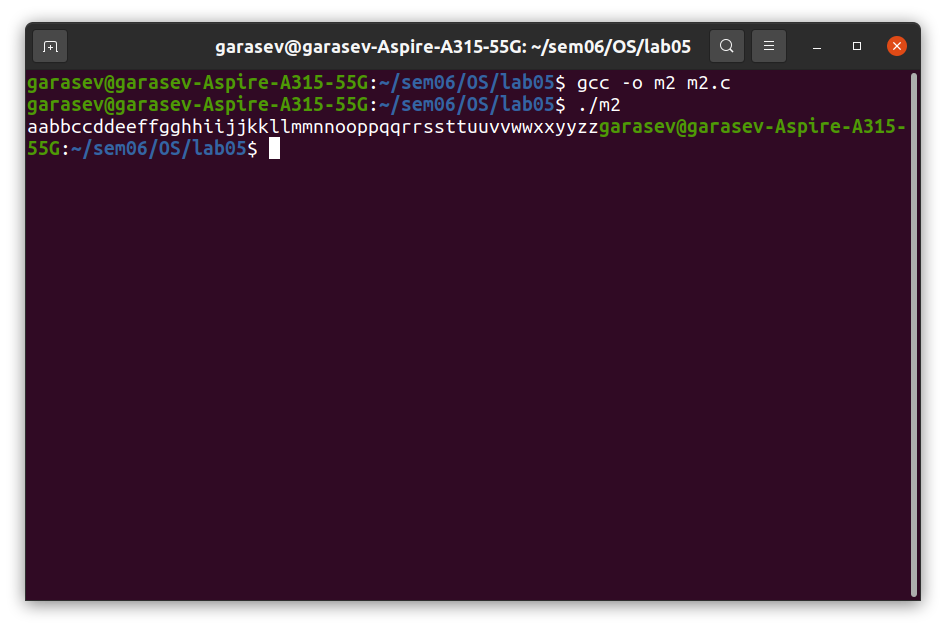 garasev@garasev-Aspire-A315-55G: ~/sem06/OS/lab05
garasev@garasev-Aspire-A315-55G:~/sem06/OS/lab05$ gcc -o m2 m2.c
garasev@garasev-Aspire-A315-55G:~/sem06/OS/lab05$ ./m2
aabbccddeeffgghhiijjkkllmmnnooppqqrrssttuuvvwwxxyyzzgarasev@garasev-Aspire-A315-
55G:~/sem06/OS/lab05$